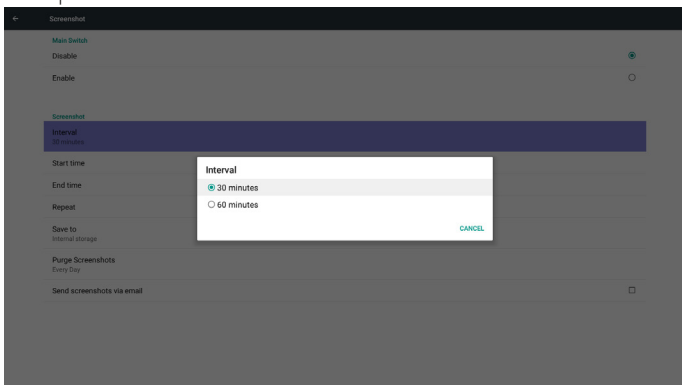 Screenshot
Main Switch
Disable
Enable
Screenshot
Interval
30 minutes
Start time
End time
Repeat
Save to
Internal storage
Purge Screenshots
Every Day
Send screenshots via email
Interval
30 minutes
60 minutes
CANCEL